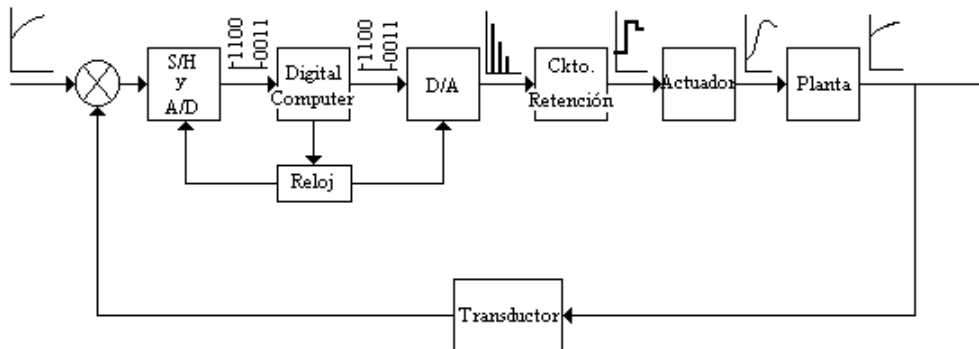 1100
0011
1100
0011
S/H
y
A/D
Digital
Computer
D/A
Ckto.
Retención
Actuador
Planta
Reloj
Transductor